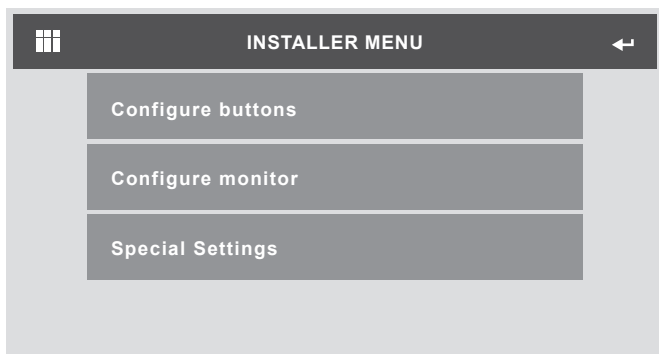 INSTALLER MENU
Configure buttons
Configure monitor
Special Settings